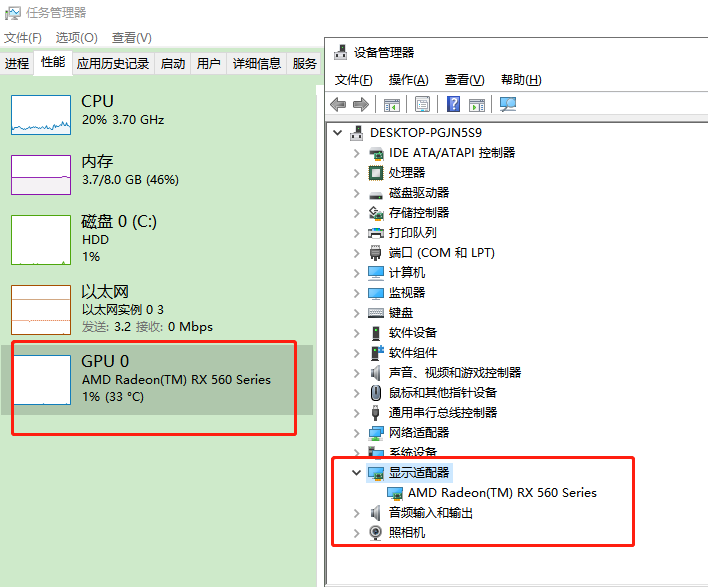 任务管理器
文件(F) 选项(O) 查看(V)
进程 性能 应用历史记录 启动 用户 详细信息 服务
CPU
20% 3.70 GHz
内存
3.7/8.0 GB (46%)
磁盘 0 (C:)
HDD
1%
以太网
以太网实例 0 3
发送: 3.2 接收: 0 Mbps
GPU 0
AMD Radeon(TM) RX 560 Series
1% (33 °C)
设备管理器
文件(F) 操作(A) 查看(V) 帮助(H)
DESKTOP-PGJN5S9
IDE ATA/ATAPI 控制器
处理器
磁盘驱动器
存储控制器
打印队列
端口 (COM 和 LPT)
计算机
监视器
键盘
软件设备
软件组件
声音、视频和游戏控制器
鼠标和其他指针设备
通用串行总线控制器
网络适配器
系统设备
显示适配器
AMD Radeon(TM) RX 560 Series
音频输入和输出
照相机